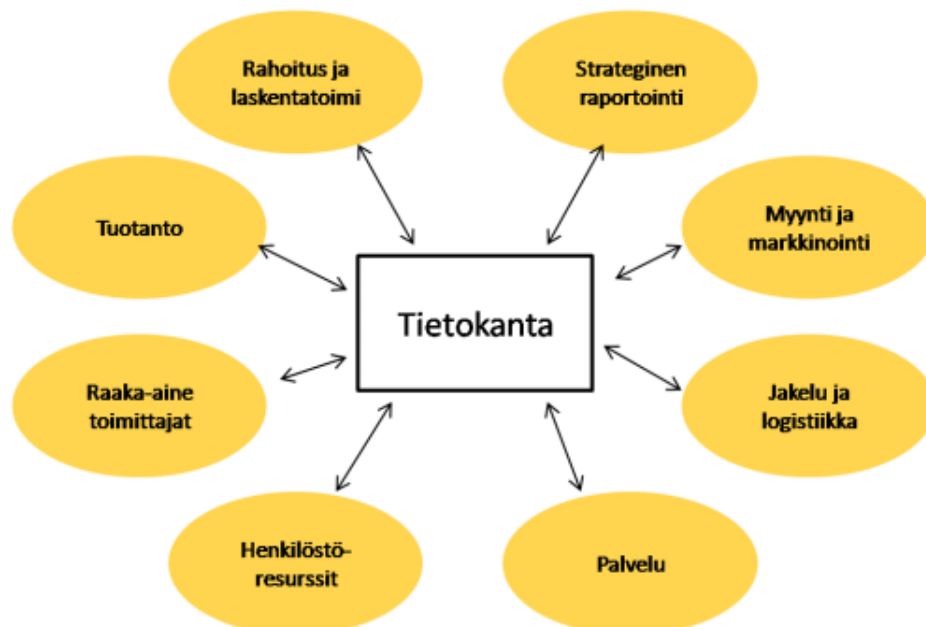 Rahoitus ja
laskentatoimi
Strateginen
raportointi
Tuotanto
Myynti ja
markkinointi
Tietokanta
Raaka-aine
toimittajat
Jakelu ja
logistiikka
Henkilöstö-
resurssit
Palvelu